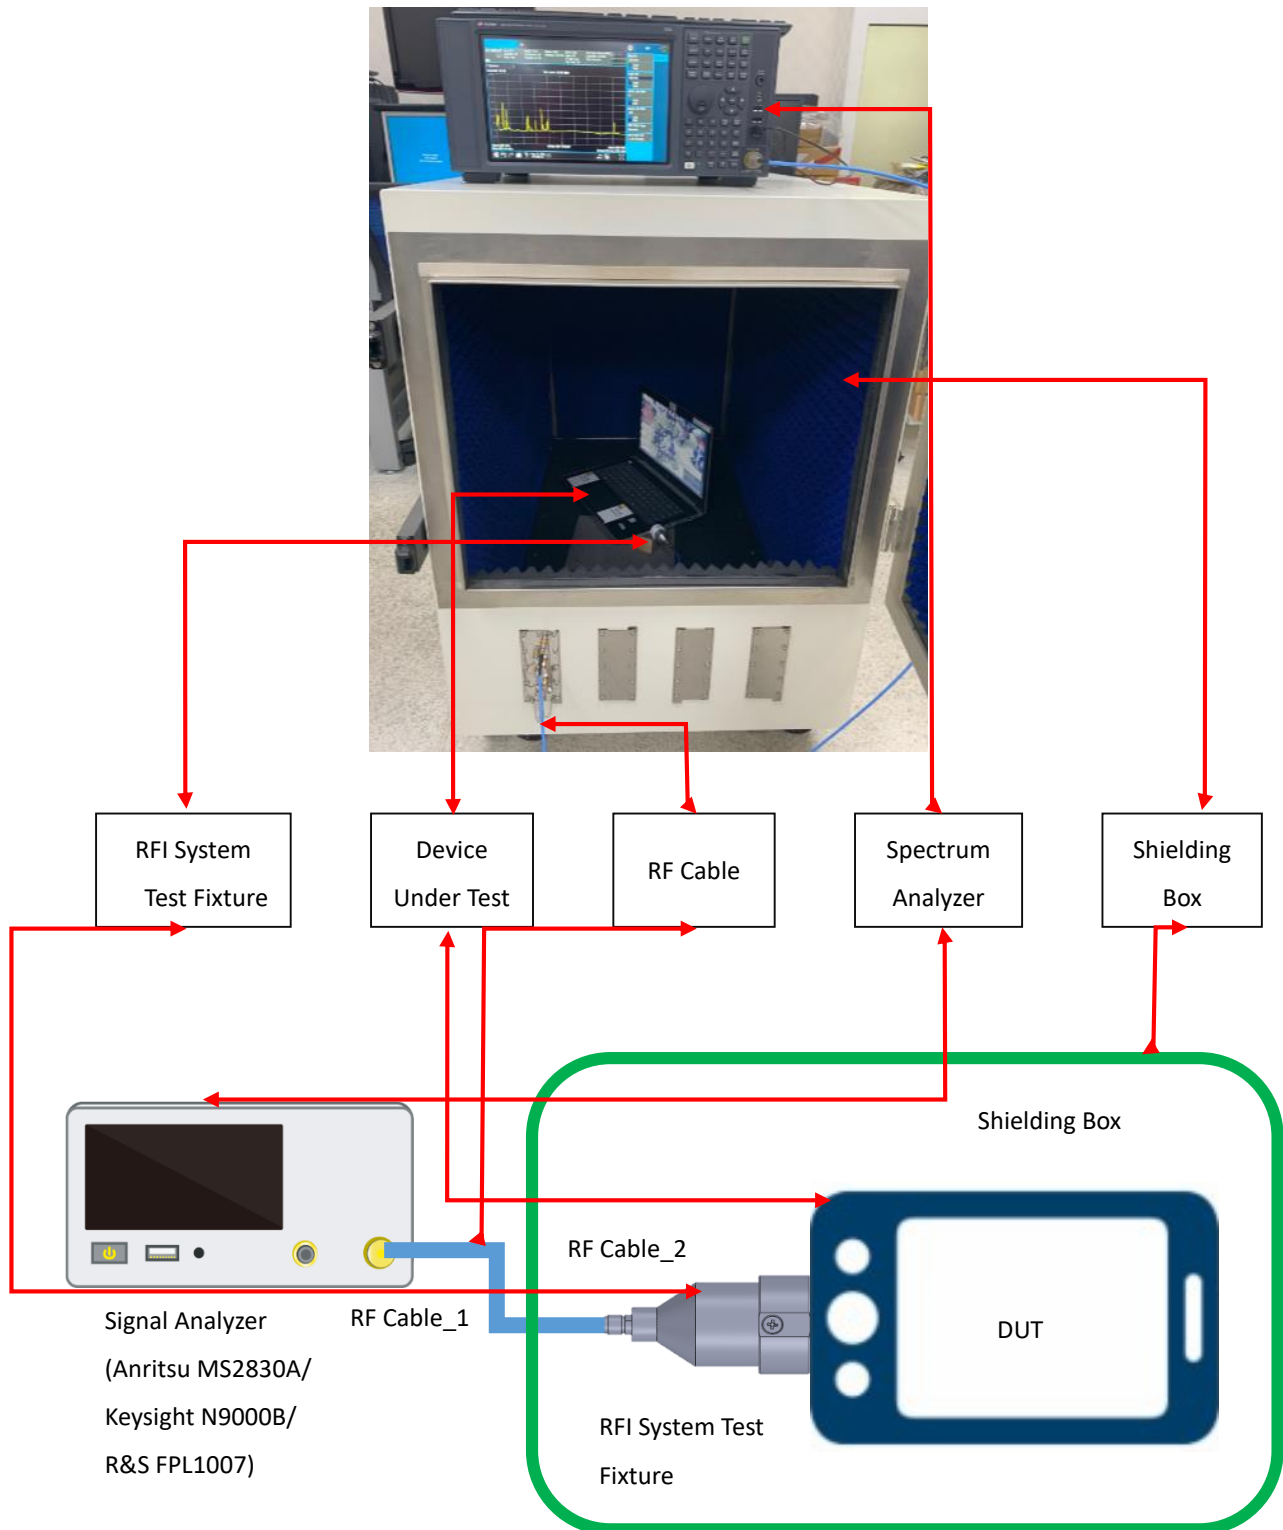 RFI System
Test Fixture
Device
Under Test
RF Cable
Spectrum
Analyzer
Shielding
Box
Shielding Box
RF Cable_2
RF Cable_1
Signal Analyzer
(Anritsu MS2830A/
Keysight N9000B/
R&S FPL1007)
DUT
RFI System Test
Fixture